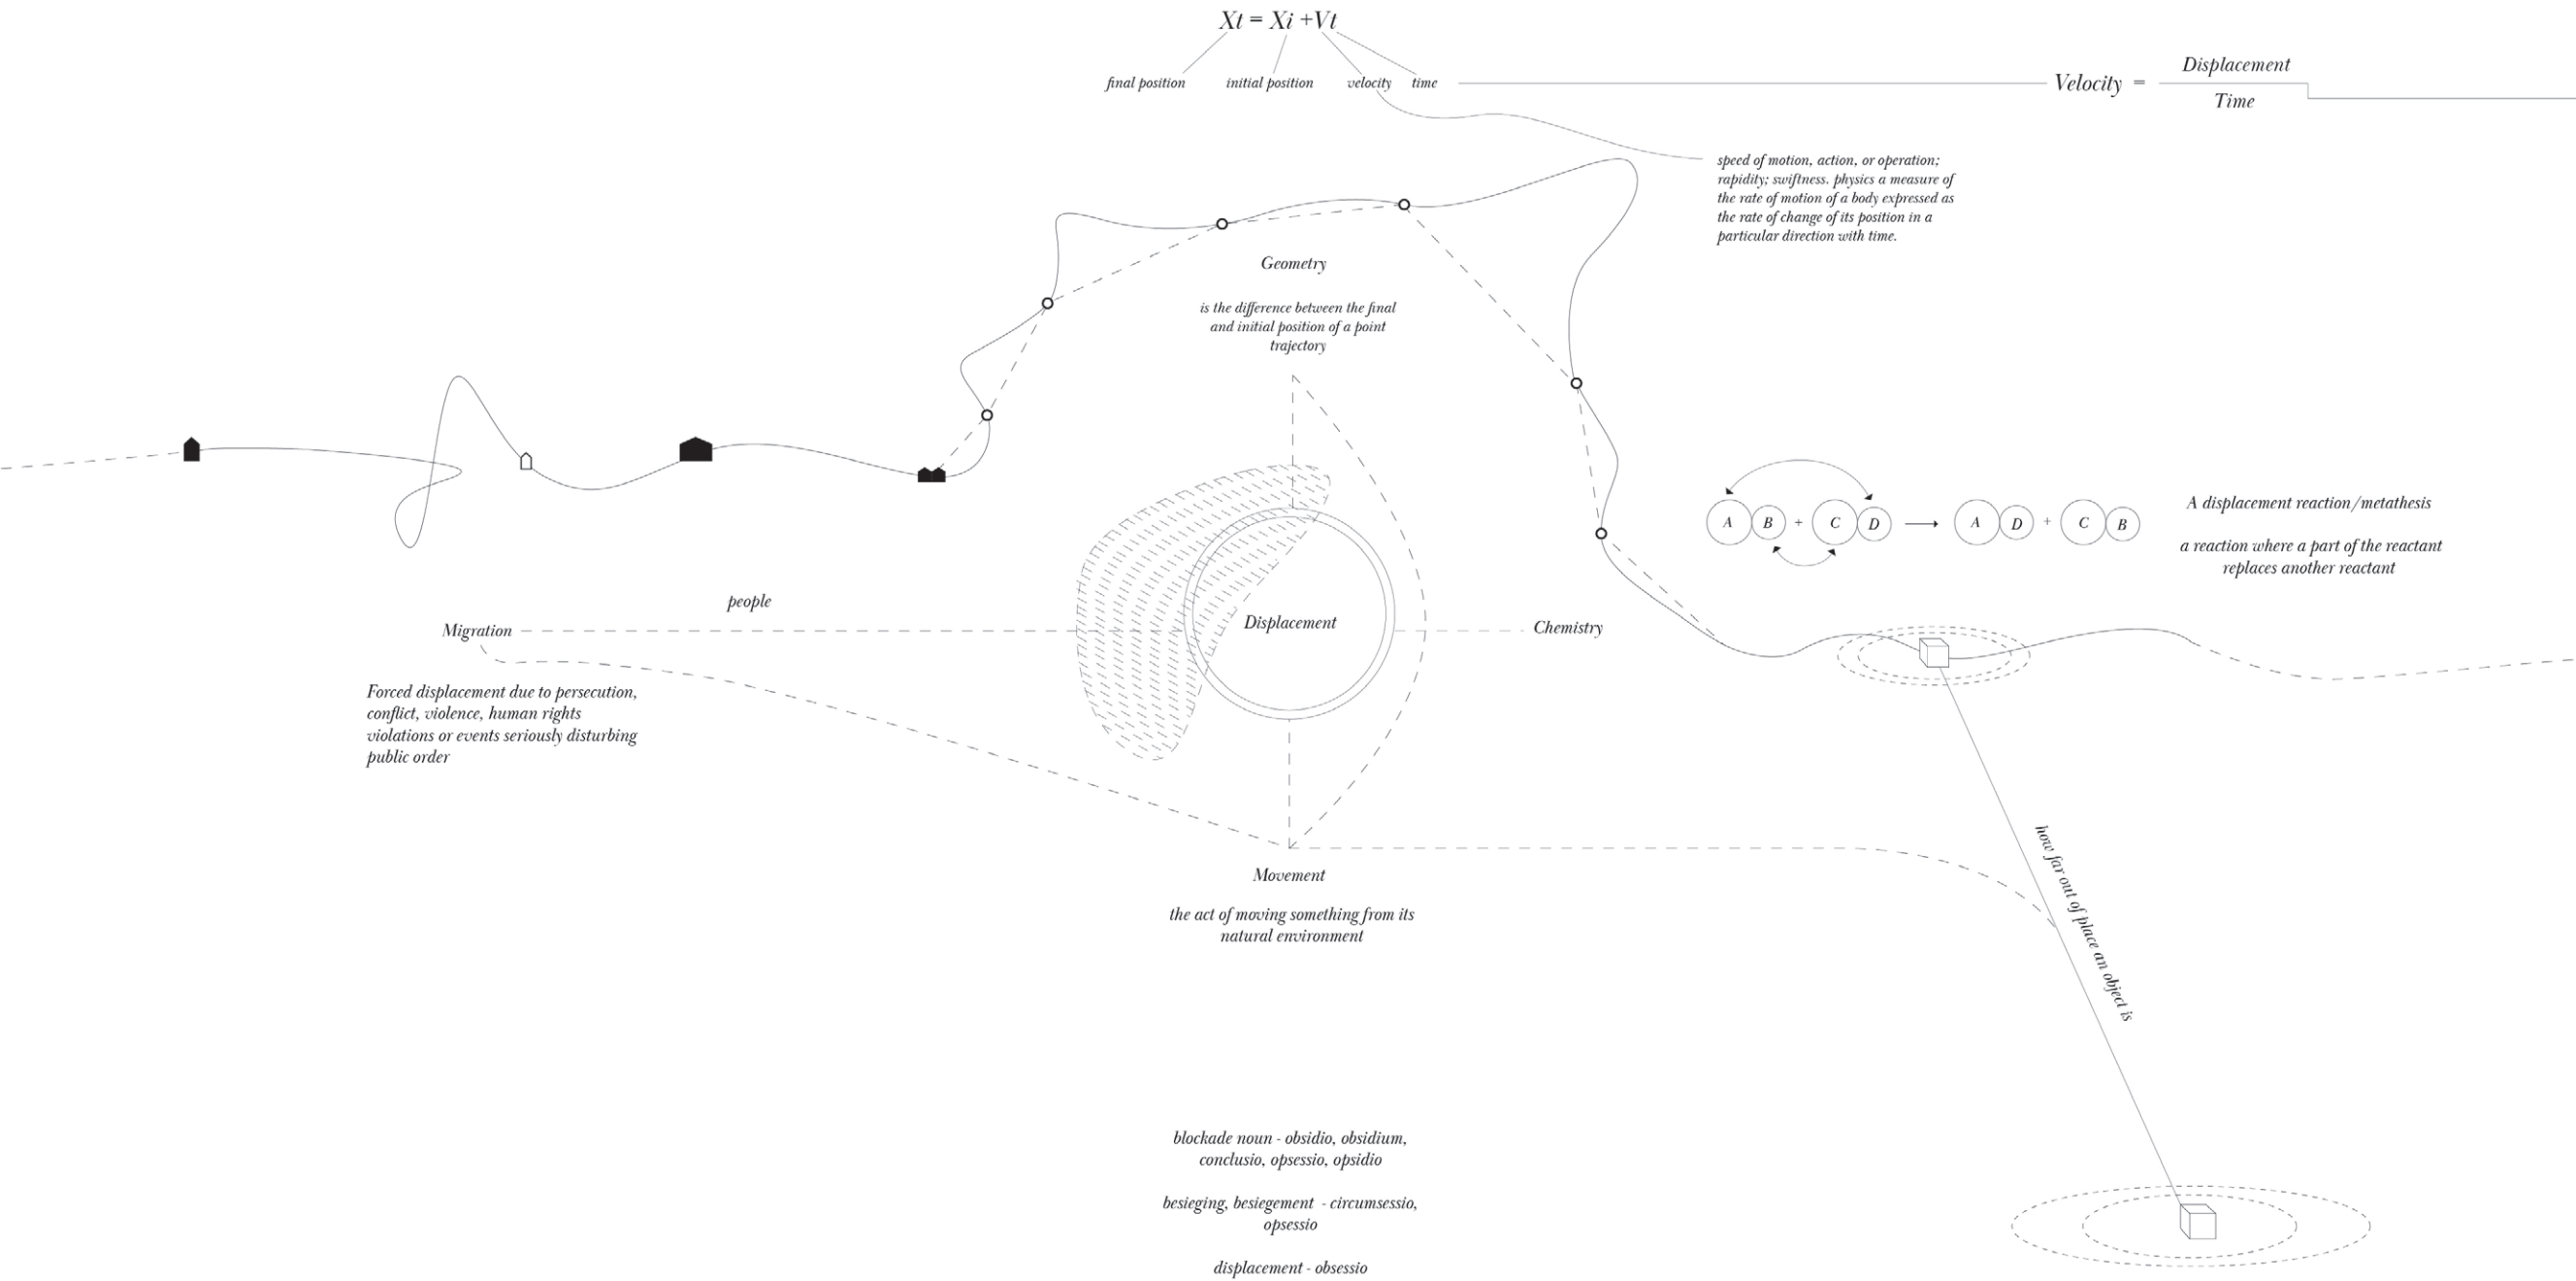 Xt = Xi +Vt
final position
initial position
velocity
time
Velocity =
Displacement
Time
speed of motion, action, or operation;
rapidity; swiftness. physics a measure of
the rate of motion of a body expressed as
the rate of change of its position in a
particular direction with time.
Geometry
is the difference between the final
and initial position of a point
trajectory
A B + C D A D + C B
A displacement reaction/metathesis
a reaction where a part of the reactant
replaces another reactant
people
Migration
Displacement
Chemistry
Forced displacement due to persecution,
conflict, violence, human rights
violations or events seriously disturbing
public order
how far out of place an object is
Movement
the act of moving something from its
natural environment
blockade noun - obsidio, obsidium,
conclusio, opsessio, opsidio
besieging, besiegement - circumsessio,
opsessio
displacement - obsessio